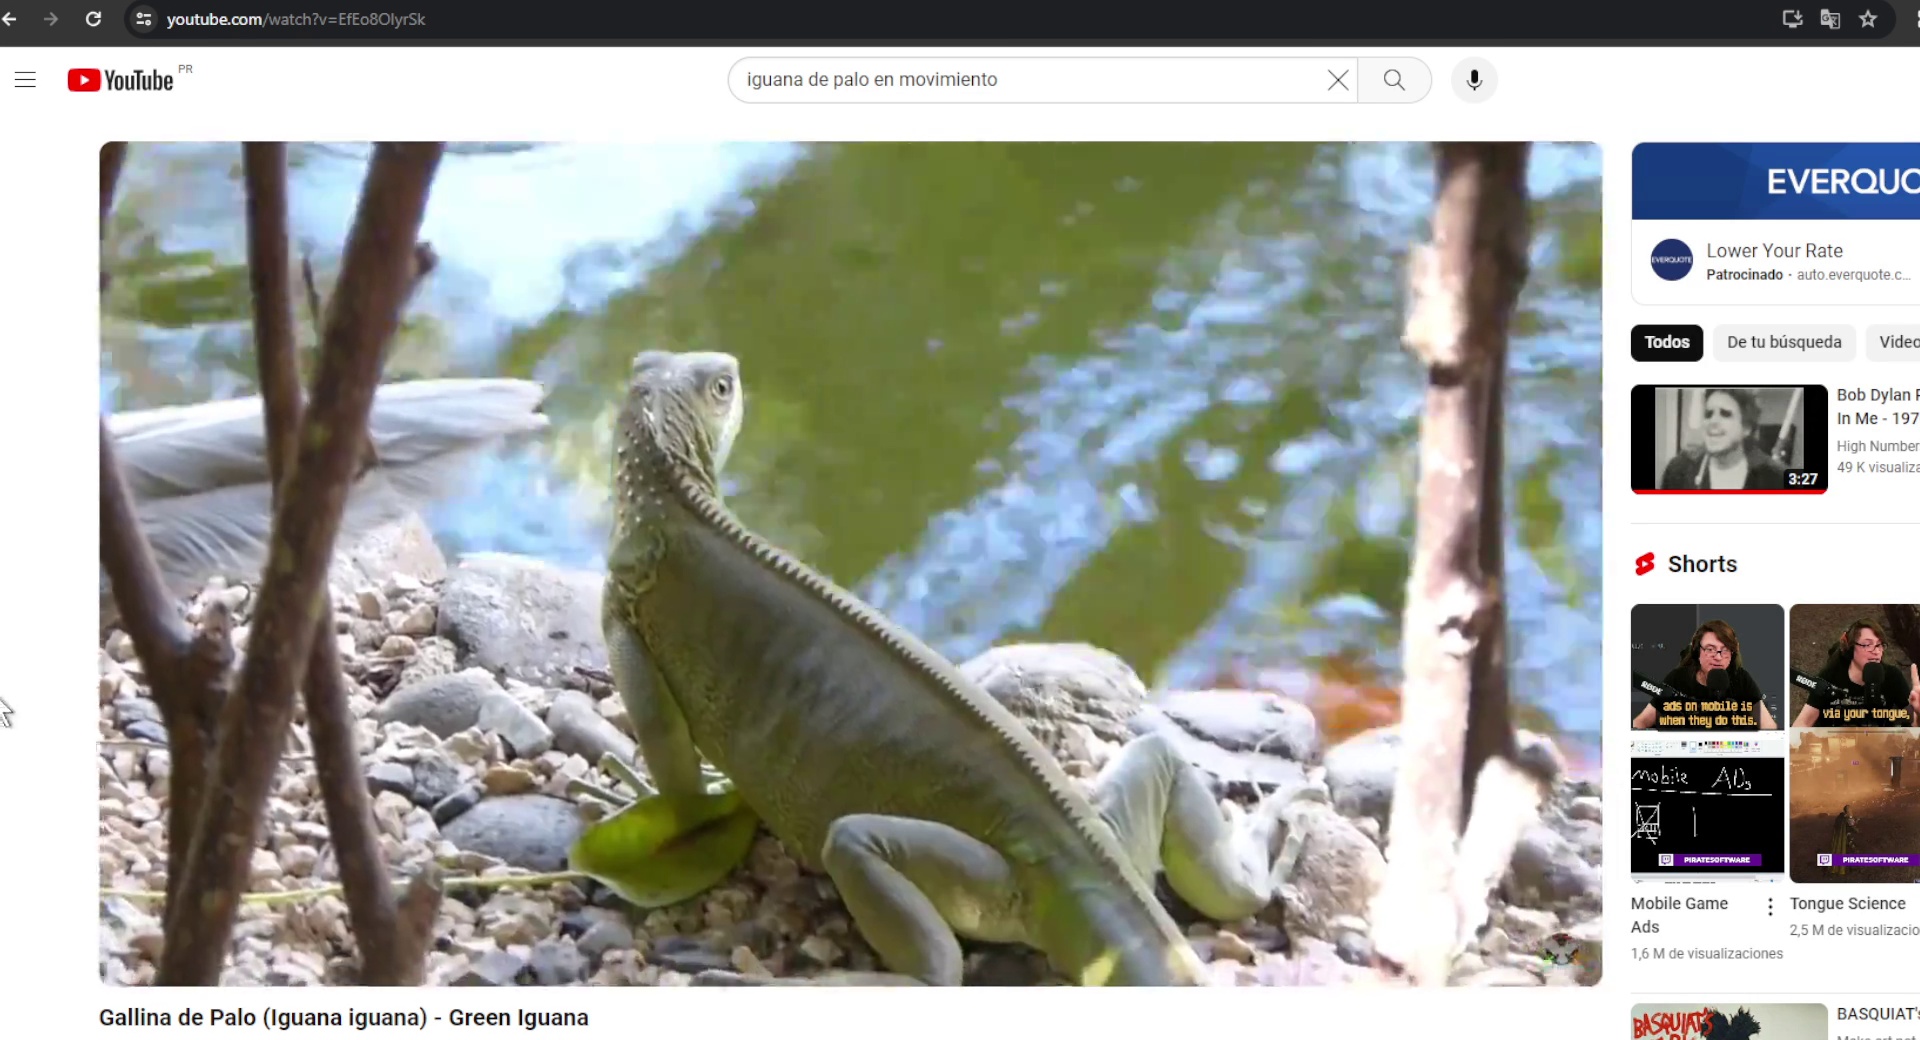 youtube.com/watch?v=EfEo8OlyrSk
YouTube PR
iguana de palo en movimiento
EVERQUO
EVERQUOTE
Lower Your Rate
Patrocinado · auto.everquote.c...
Todos
De tu búsqueda
Video
3:27
Bob Dylan
In Me - 197
High Number
49 K visualiza
Shorts
RØDE
ads on mobile is
when they do this.
mobile ADs
PIRATESOFTWARE
RØDE
via your tongue,
PIRATESOFTWARE
Mobile Game
Ads
1,6 M de visualizaciones
Tongue Science
2,5 M de visualizacio
Gallina de Palo (Iguana iguana) - Green Iguana
BASQUIAT'S
BASQUIAT's